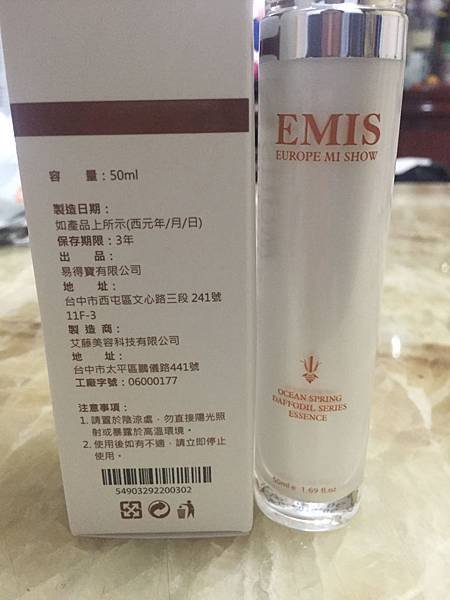 容　　量：50ml
製造日期：
如產品上所示(西元年/月/日)
保存期限：3年
出　　品：
易得寶有限公司
地　　址：
台中市西屯區文心路三段 241號
11F-3
製 造 商：
艾藤美容科技有限公司
地　　址：
台中市太平區鵬儀路441號
工廠字號：06000177
注意事項：
1. 請置於陰涼處，勿直接陽光照
射或暴露於高溫環境。
2. 使用後如有不適，請立即停止
使用。
54903292200302
EMIS
EUROPE MI SHOW
OCEAN SPRING
DAFFODIL SERIES
ESSENCE
50ml e 1.69 fl.oz